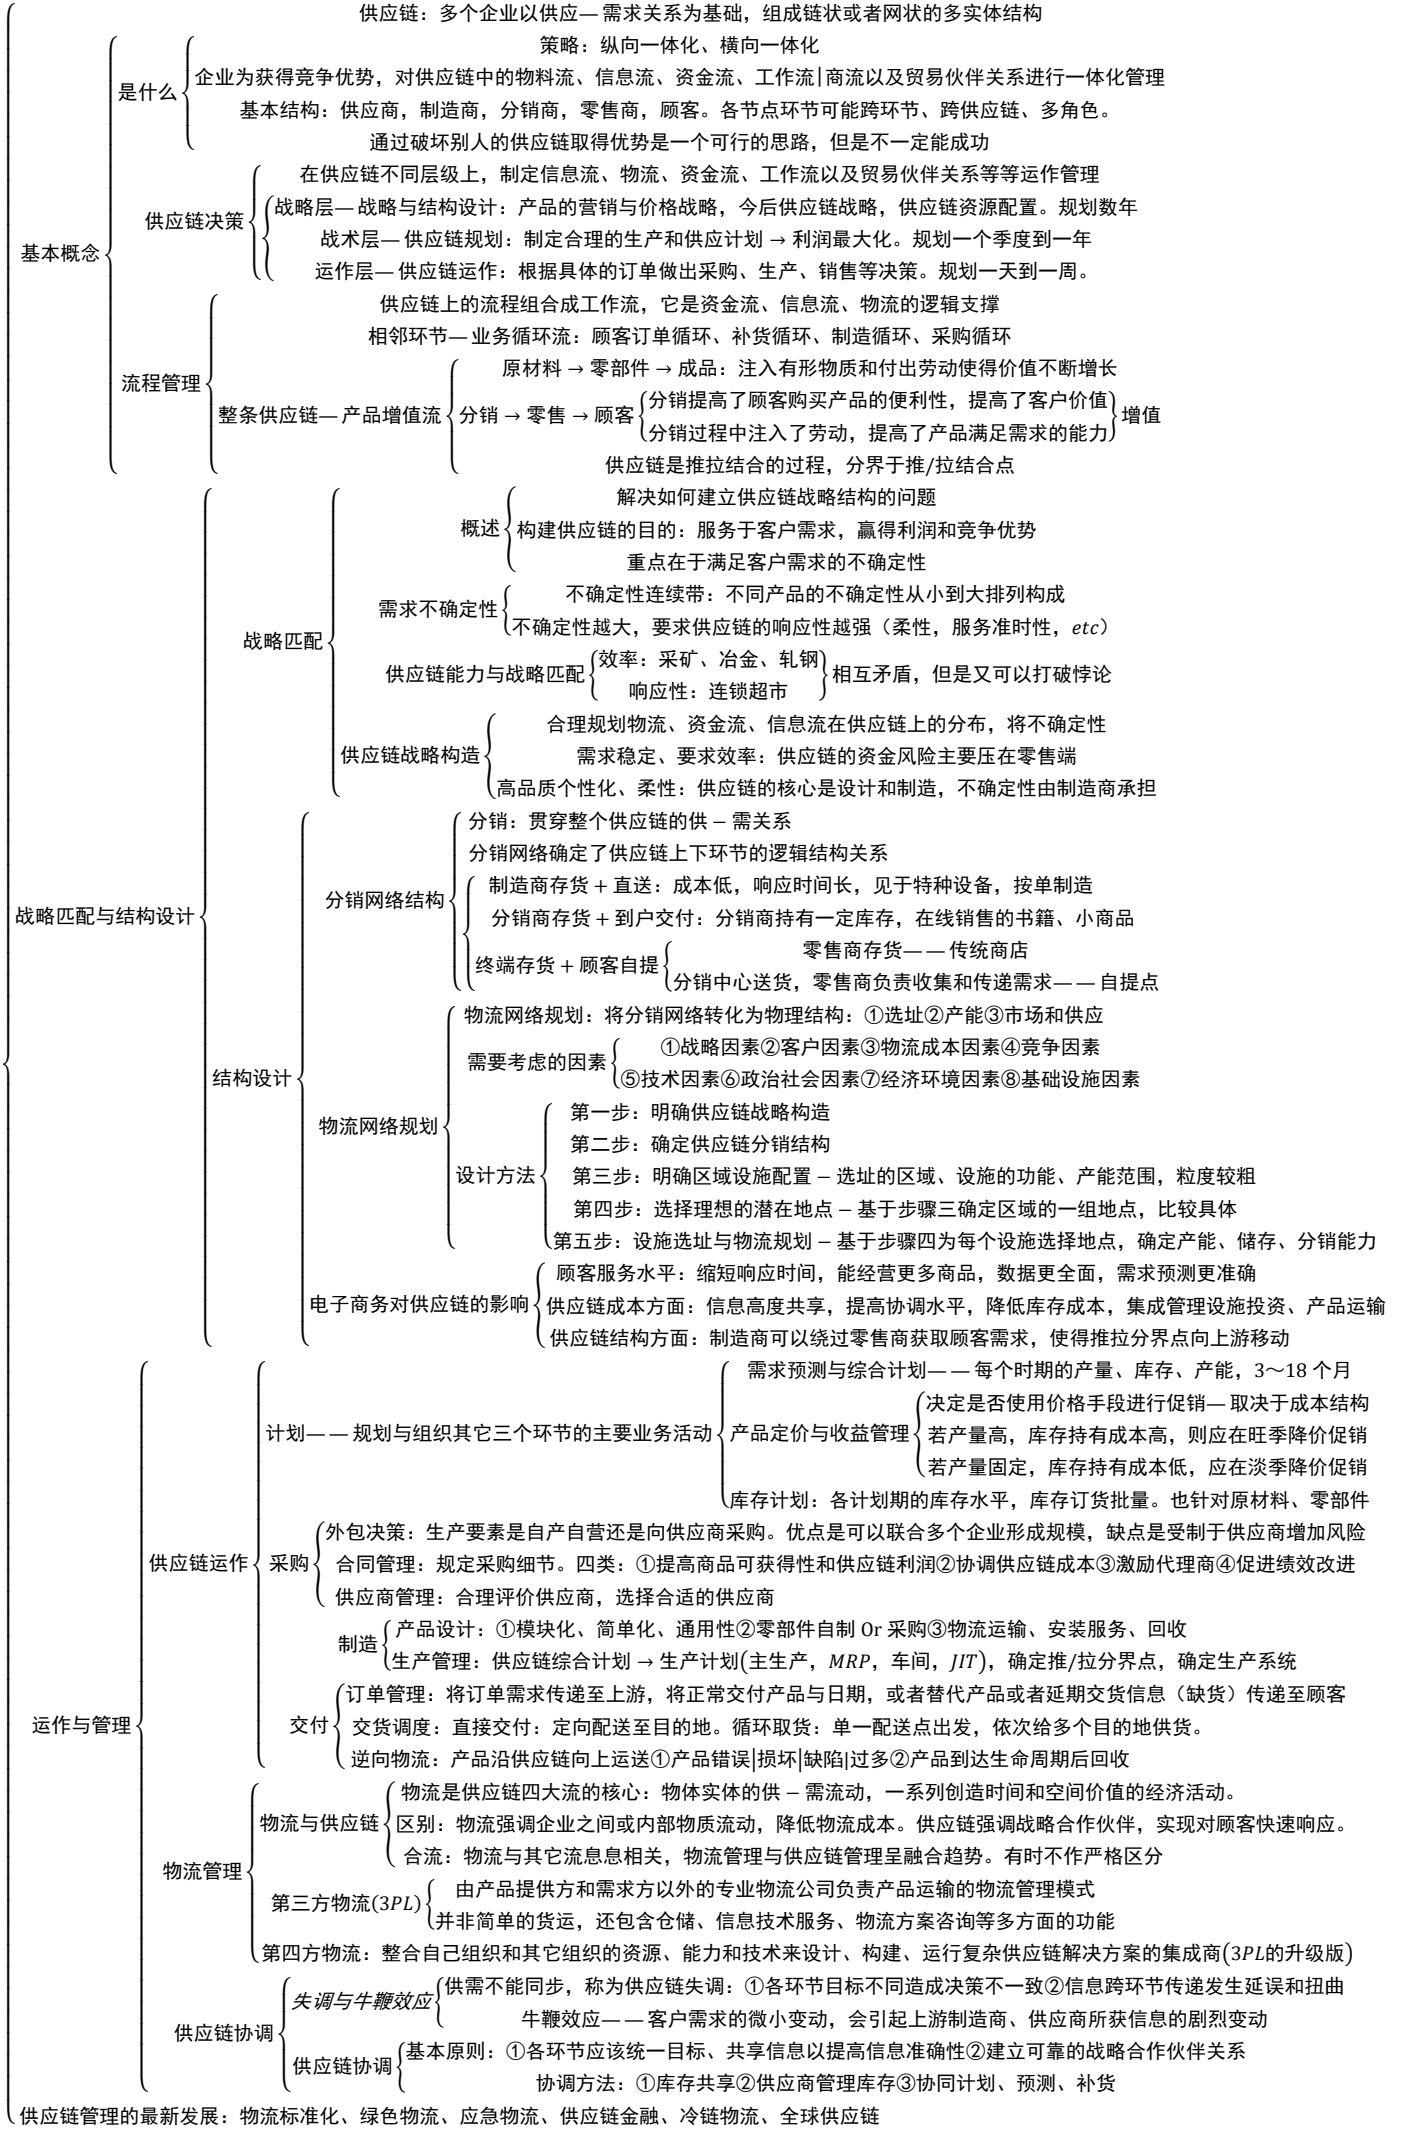 供应链：多个企业以供应—需求关系为基础，组成链状或者网状的多实体结构
基本概念
是什么
策略：纵向一体化、横向一体化
企业为获得竞争优势，对供应链中的物料流、信息流、资金流、工作流|商流以及贸易伙伴关系进行一体化管理
基本结构：供应商，制造商，分销商，零售商，顾客。各节点环节可能跨环节、跨供应链、多角色。
通过破坏别人的供应链取得优势是一个可行的思路，但是不一定能成功
供应链决策
在供应链不同层级上，制定信息流、物流、资金流、工作流以及贸易伙伴关系等等运作管理
战略层—战略与结构设计：产品的营销与价格战略，今后供应链战略，供应链资源配置。规划数年
战术层—供应链规划：制定合理的生产和供应计划→利润最大化。规划一个季度到一年
运作层—供应链运作：根据具体的订单做出采购、生产、销售等决策。规划一天到一周。
流程管理
供应链上的流程组合成工作流，它是资金流、信息流、物流的逻辑支撑
相邻环节—业务循环流：顾客订单循环、补货循环、制造循环、采购循环
整条供应链—产品增值流
原材料→零部件→成品：注入有形物质和付出劳动使得价值不断增长
分销→零售→顾客
分销提高了顾客购买产品的便利性，提高了客户价值
分销过程中注入了劳动，提高了产品满足需求的能力
增值
供应链是推拉结合的过程，分界于推/拉结合点
战略匹配与结构设计
战略匹配
概述
解决如何建立供应链战略结构的问题
构建供应链的目的：服务于客户需求，赢得利润和竞争优势
重点在于满足客户需求的不确定性
需求不确定性
不确定性连续带：不同产品的不确定性从小到大排列构成
不确定性越大，要求供应链的响应性越强（柔性，服务准时性，etc）
供应链能力与战略匹配
效率：采矿、冶金、轧钢
响应性：连锁超市
相互矛盾，但是又可以打破悖论
供应链战略构造
合理规划物流、资金流、信息流在供应链上的分布，将不确定性
需求稳定、要求效率：供应链的资金风险主要压在零售端
高品质个性化、柔性：供应链的核心是设计和制造，不确定性由制造商承担
结构设计
分销网络结构
分销：贯穿整个供应链的供－需关系
分销网络确定了供应链上下环节的逻辑结构关系
制造商存货+直送：成本低，响应时间长，见于特种设备，按单制造
分销商存货+到户交付：分销商持有一定库存，在线销售的书籍、小商品
终端存货+顾客自提
零售商存货——传统商店
分销中心送货，零售商负责收集和传递需求——自提点
物流网络规划
物流网络规划：将分销网络转化为物理结构：①选址②产能③市场和供应
需要考虑的因素
①战略因素②客户因素③物流成本因素④竞争因素
⑤技术因素⑥政治社会因素⑦经济环境因素⑧基础设施因素
设计方法
第一步：明确供应链战略构造
第二步：确定供应链分销结构
第三步：明确区域设施配置－选址的区域、设施的功能、产能范围，粒度较粗
第四步：选择理想的潜在地点－基于步骤三确定区域的一组地点，比较具体
第五步：设施选址与物流规划－基于步骤四为每个设施选择地点，确定产能、储存、分销能力
电子商务对供应链的影响
顾客服务水平：缩短响应时间，能经营更多商品，数据更全面，需求预测更准确
供应链成本方面：信息高度共享，提高协调水平，降低库存成本，集成管理设施投资、产品运输
供应链结构方面：制造商可以绕过零售商获取顾客需求，使得推拉分界点向上游移动
运作与管理
供应链运作
计划——规划与组织其它三个环节的主要业务活动
需求预测与综合计划——每个时期的产量、库存、产能，3～18个月
产品定价与收益管理
决定是否使用价格手段进行促销—取决于成本结构
若产量高，库存持有成本高，则应在旺季降价促销
若产量固定，库存持有成本低，应在淡季降价促销
库存计划：各计划期的库存水平，库存订货批量。也针对原材料、零部件
采购
外包决策：生产要素是自产自营还是向供应商采购。优点是可以联合多个企业形成规模，缺点是受制于供应商增加风险
合同管理：规定采购细节。四类：①提高商品可获得性和供应链利润②协调供应链成本③激励代理商④促进绩效改进
供应商管理：合理评价供应商，选择合适的供应商
制造
产品设计：①模块化、简单化、通用性②零部件自制 Or 采购③物流运输、安装服务、回收
生产管理：供应链综合计划→生产计划(主生产，MRP，车间，JIT)，确定推/拉分界点，确定生产系统
交付
订单管理：将订单需求传递至上游，将正常交付产品与日期，或者替代产品或者延期交货信息（缺货）传递至顾客
交货调度：直接交付：定向配送至目的地。循环取货：单一配送点出发，依次给多个目的地供货。
逆向物流：产品沿供应链向上运送①产品错误|损坏|缺陷|过多②产品到达生命周期后回收
物流管理
物流与供应链
物流是供应链四大流的核心：物体实体的供－需流动，一系列创造时间和空间价值的经济活动。
区别：物流强调企业之间或内部物质流动，降低物流成本。供应链强调战略合作伙伴，实现对顾客快速响应。
合流：物流与其它流息息相关，物流管理与供应链管理呈融合趋势。有时不作严格区分
第三方物流(3PL)
由产品提供方和需求方以外的专业物流公司负责产品运输的物流管理模式
并非简单的货运，还包含仓储、信息技术服务、物流方案咨询等多方面的功能
第四方物流：整合自己组织和其它组织的资源、能力和技术来设计、构建、运行复杂供应链解决方案的集成商(3PL的升级版)
供应链协调
失调与牛鞭效应
供需不能同步，称为供应链失调：①各环节目标不同造成决策不一致②信息跨环节传递发生延误和扭曲
牛鞭效应——客户需求的微小变动，会引起上游制造商、供应商所获信息的剧烈变动
供应链协调
基本原则：①各环节应该统一目标、共享信息以提高信息准确性②建立可靠的战略合作伙伴关系
协调方法：①库存共享②供应商管理库存③协同计划、预测、补货
供应链管理的最新发展：物流标准化、绿色物流、应急物流、供应链金融、冷链物流、全球供应链